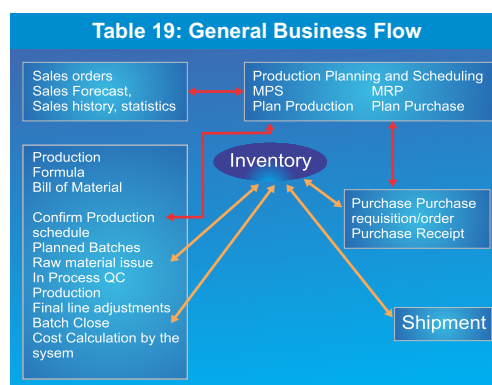 Table 19: General Business Flow
Sales orders
Sales Forecast,
Sales history, statistics
Production Planning and Scheduling
MPS MRP
Plan Production Plan Purchase
Inventory
Production
Formula
Bill of Material
Confirm Production
schedule
Planned Batches
Raw material issue
In Process QC
Production
Final line adjustments
Batch Close
Cost Calculation by the
sysem
Purchase Purchase
requisition/order
Purchase Receipt
Shipment